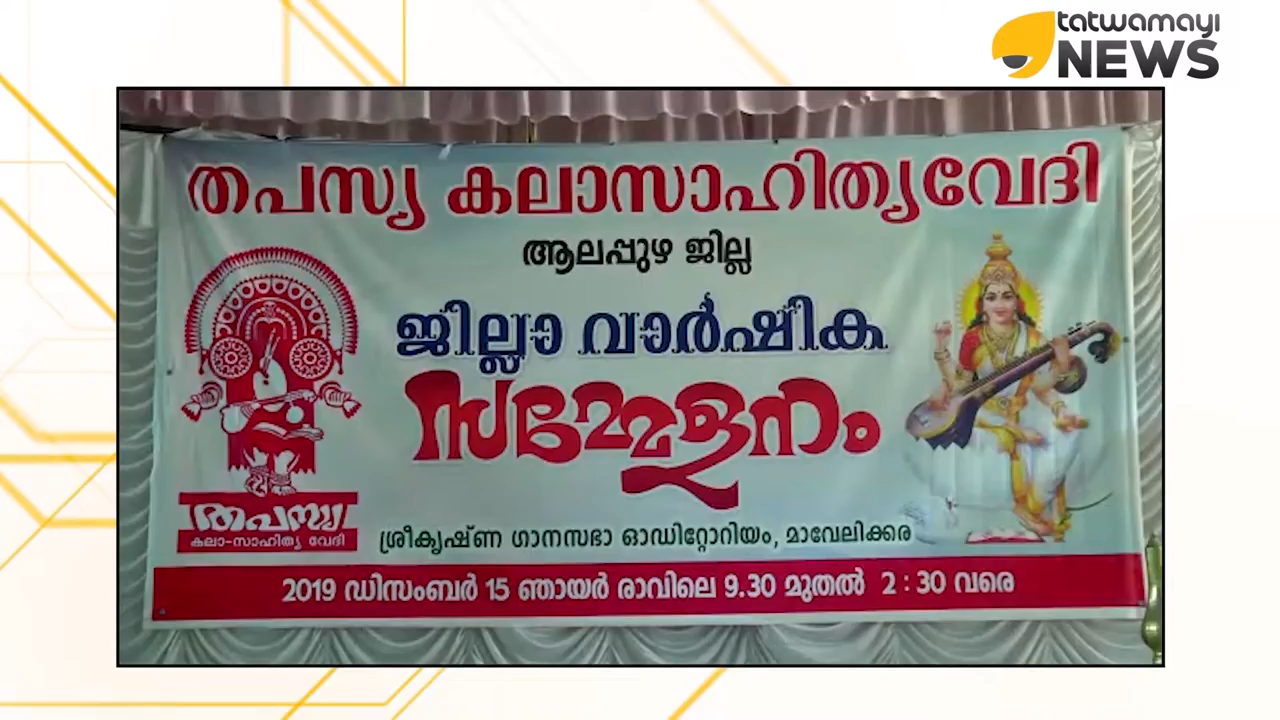 tatwamayi
NEWS
തപസ്യ കലാസാഹിത്യവേദി
ആലപ്പുഴ ജില്ല
ജില്ലാ വാർഷിക
സമ്മേളനം
തപസ്യ
കലാ-സാഹിത്യ വേദി
ശ്രീകൃഷ്ണ ഗാനസഭാ ഓഡിറ്റോറിയം, മാവേലിക്കര
2019 ഡിസംബർ 15 ഞായർ രാവിലെ 9.30 മുതൽ 2 : 30 വരെ